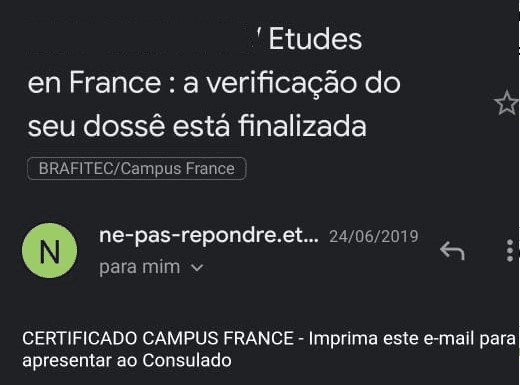 / Etudes
en France : a verificação do
seu dossê está finalizada
BRAFITEC/Campus France
N
ne-pas-repondre.et... 24/06/2019
para mim
CERTIFICADO CAMPUS FRANCE - Imprima este e-mail para
apresentar ao Consulado